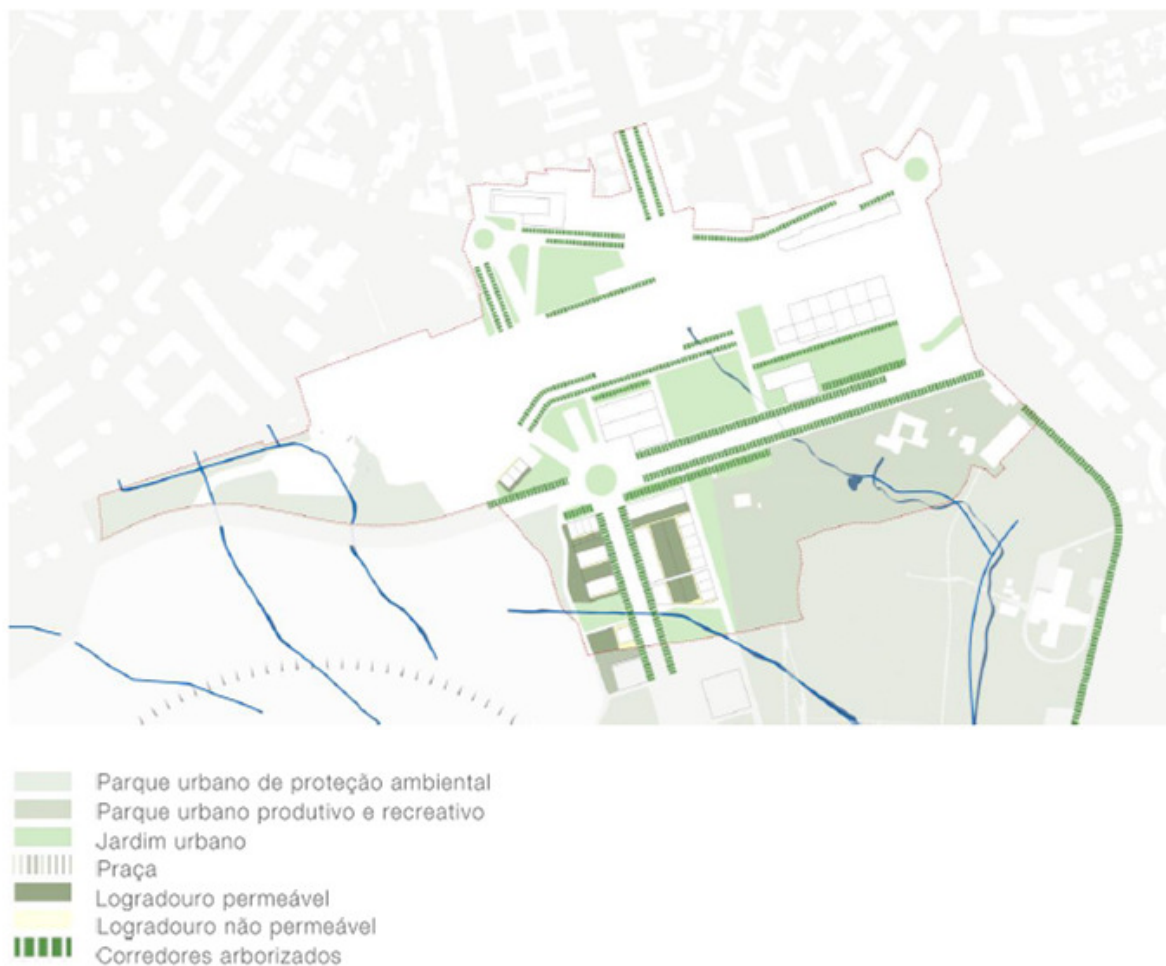 Parque urbano de proteção ambiental
Parque urbano produtivo e recreativo
Jardim urbano
Praça
Logradouro permeável
Logradouro não permeável
Corredores arborizados